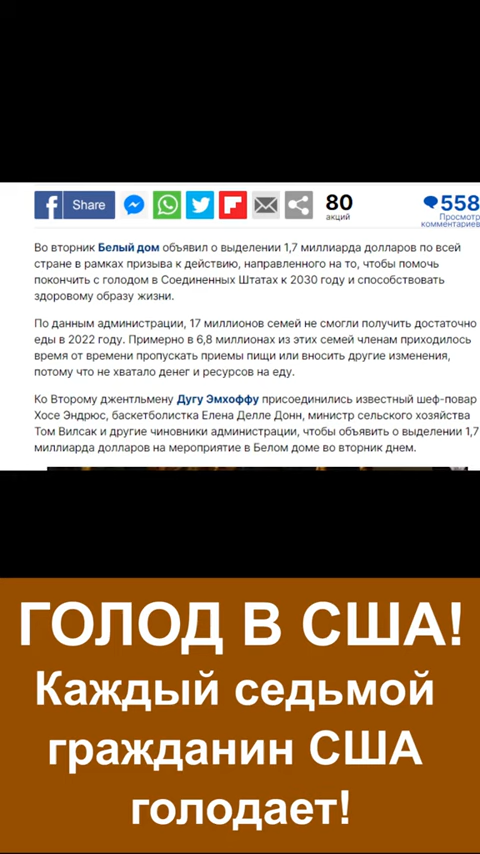 Share
80
акций
558
Просмотр
комментариев
Во вторник Белый дом объявил о выделении 1,7 миллиарда долларов по всей
стране в рамках призыва к действию, направленного на то, чтобы помочь
покончить с голодом в Соединенных Штатах к 2030 году и способствовать
здоровому образу жизни.
По данным администрации, 17 миллионов семей не смогли получить достаточно
еды в 2022 году. Примерно в 6,8 миллионах из этих семей членам приходилось
время от времени пропускать приемы пищи или вносить другие изменения,
потому что не хватало денег и ресурсов на еду.
Ко Второму джентльмену Дугу Эмхоффу присоединились известный шеф-повар
Хосе Эндрюс, баскетболистка Елена Делле Донн, министр сельского хозяйства
Том Вилсак и другие чиновники администрации, чтобы объявить о выделении 1,7
миллиарда долларов на мероприятие в Белом доме во вторник днем.
ГОЛОД В США!
Каждый седьмой
гражданин США
голодает!